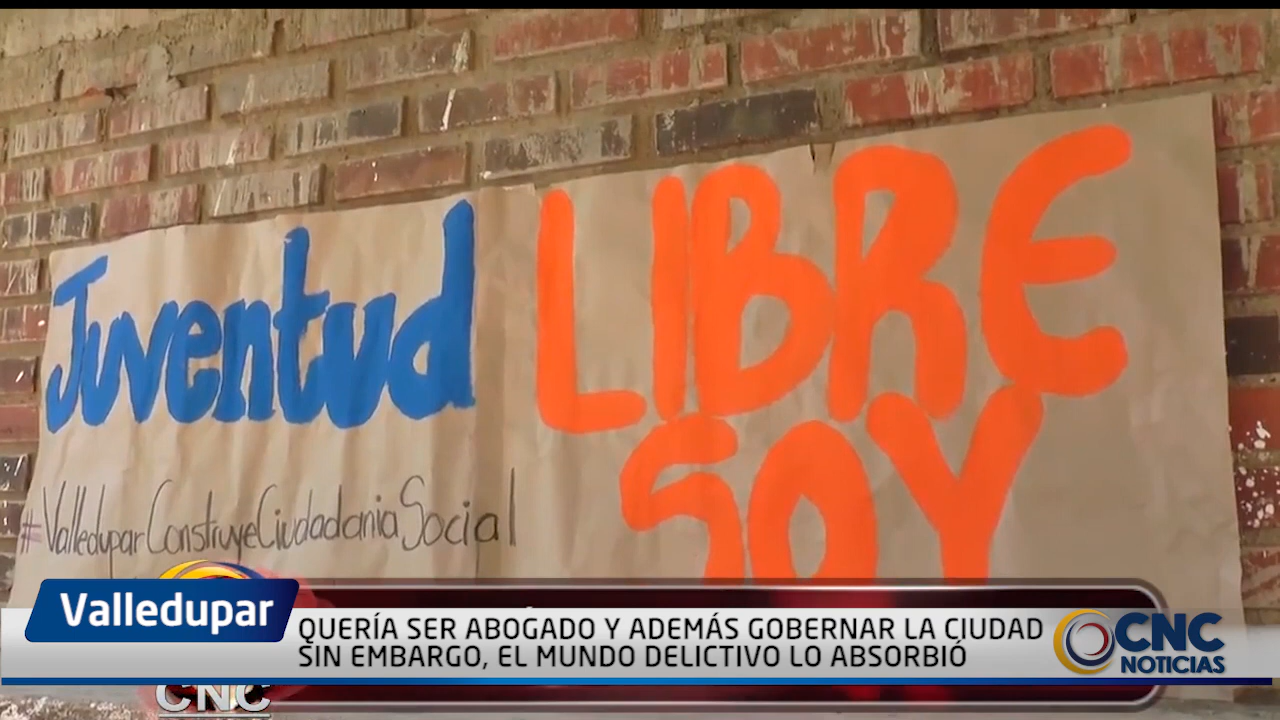 Juventud
LIBRE
SOY
#ValleduparConstruyeCiudadaniaSocial
Valledupar
QUERÍA SER ABOGADO Y ADEMÁS GOBERNAR LA CIUDAD
SIN EMBARGO, EL MUNDO DELICTIVO LO ABSORBIÓ
CNC
NOTICIAS
CNC